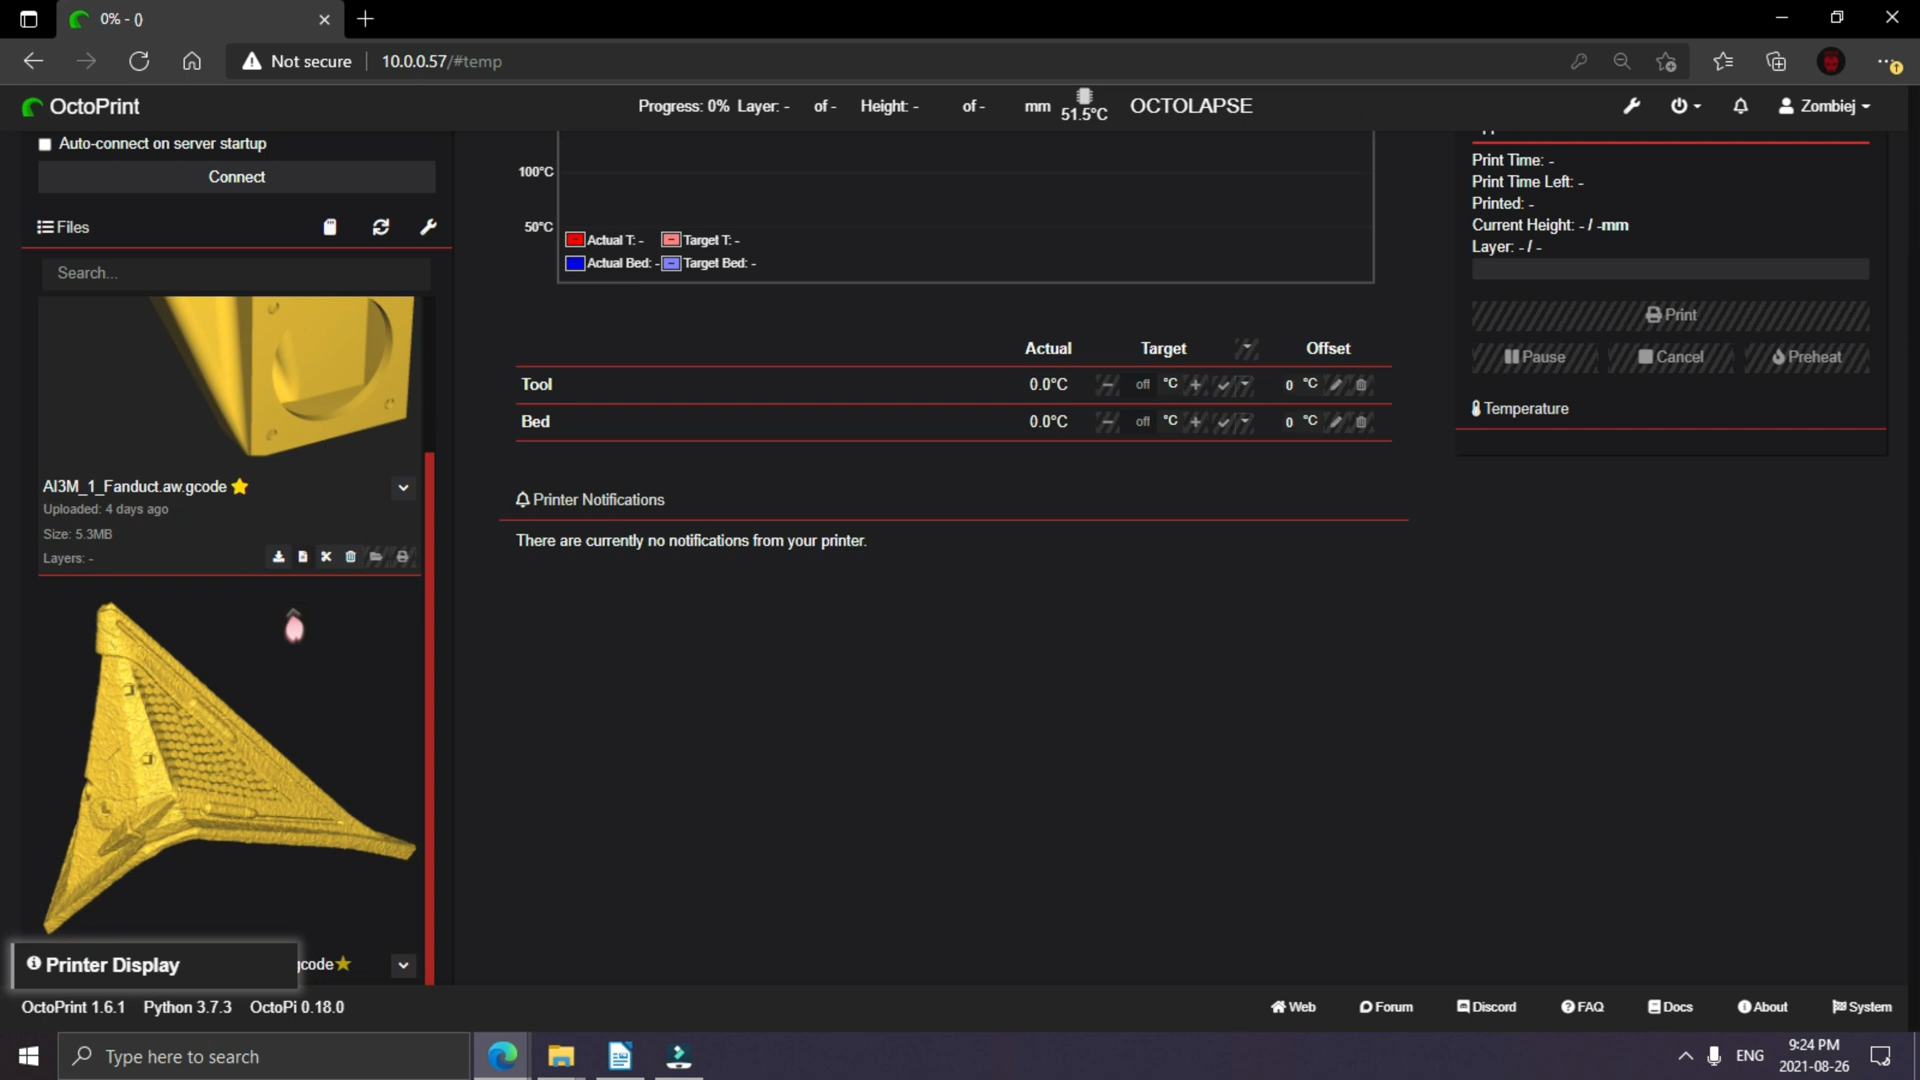 0% - ()
Not secure
10.0.0.57/#temp
OctoPrint
Progress: 0% Layer: - of - Height: - of - mm
51.5°C
OCTOLAPSE
Zombiej
Auto-connect on server startup
Connect
Files
Search...
AI3M_1_Fanduct.aw.gcode
Uploaded: 4 days ago
Size: 5.3MB
Layers: -
gcode
Printer Display
100°C
50°C
Actual T: - Target T: -
Actual Bed: - Target Bed: -
Actual Target Offset
Tool 0.0°C off °C 0 °C
Bed 0.0°C off °C 0 °C
Printer Notifications
There are currently no notifications from your printer.
Print Time: -
Print Time Left: -
Printed: -
Current Height: - / -mm
Layer: - / -
Print
Pause Cancel Preheat
Temperature
OctoPrint 1.6.1 Python 3.7.3 OctoPi 0.18.0
Web Forum Discord FAQ Docs About System
Type here to search
ENG
9:24 PM
2021-08-26